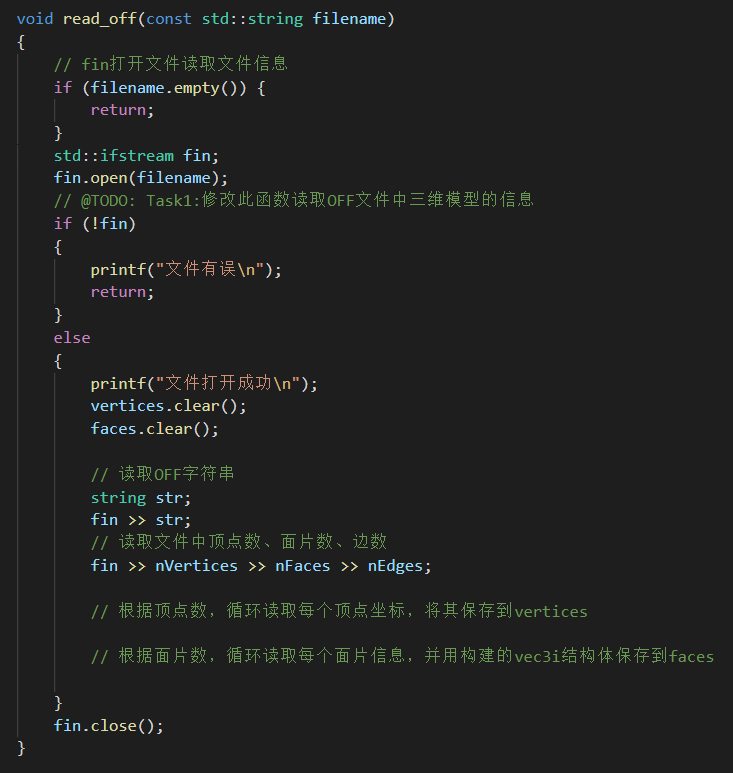 void read_off(const std::string filename)
{
    // fin打开文件读取文件信息
    if (filename.empty()) {
        return;
    }
    std::ifstream fin;
    fin.open(filename);
    // @TODO: Task1:修改此函数读取OFF文件中三维模型的信息
    if (!fin)
    {
        printf("文件有误\n");
        return;
    }
    else
    {
        printf("文件打开成功\n");
        vertices.clear();
        faces.clear();

        // 读取OFF字符串
        string str;
        fin >> str;
        // 读取文件中顶点数、面片数、边数
        fin >> nVertices >> nFaces >> nEdges;

        // 根据顶点数，循环读取每个顶点坐标，将其保存到vertices

        // 根据面片数，循环读取每个面片信息，并用构建的vec3i结构体保存到faces

    }
    fin.close();
}